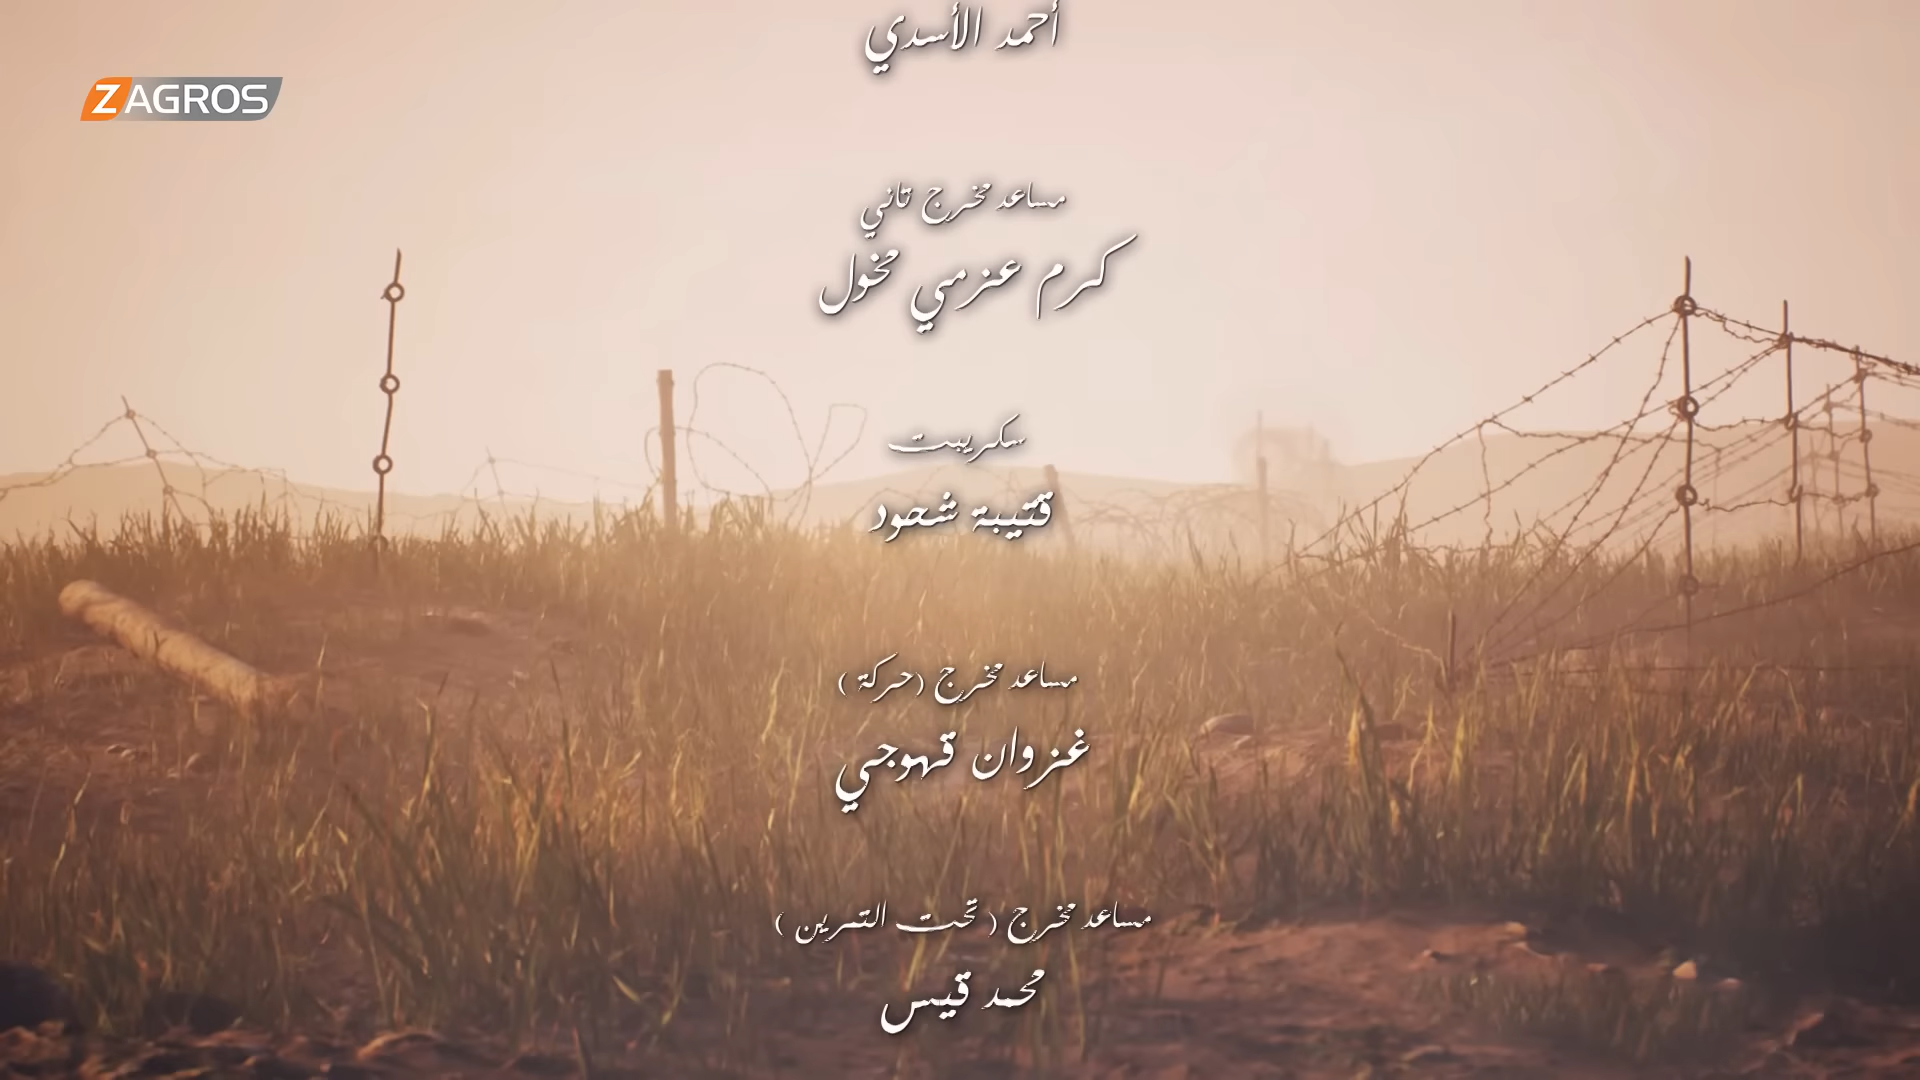 أحمد الأسدي
ZAGROS
مساعد مخرج ثاني
كرم عزمي مخول
سكريبت
قتيبة شحود
مساعد مخرج (حركة )
غزوان قهوجي
مساعد مخرج ( تحت التمرين )
محمد قيس